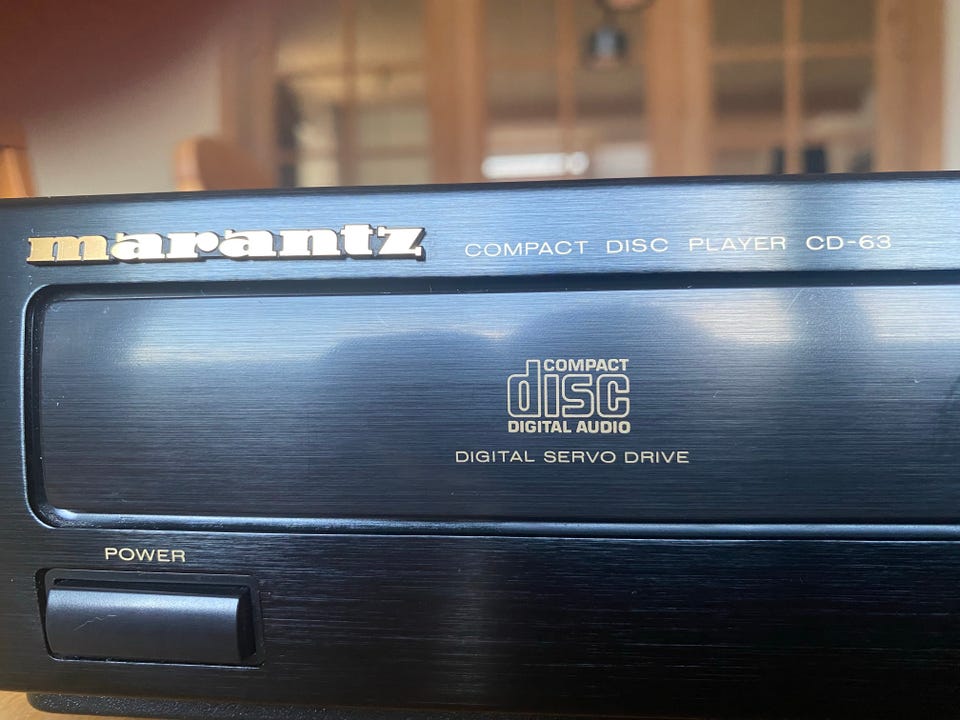 marantz COMPACT DISC PLAYER CD-63
COMPACT
disc
DIGITAL AUDIO
DIGITAL SERVO DRIVE
POWER